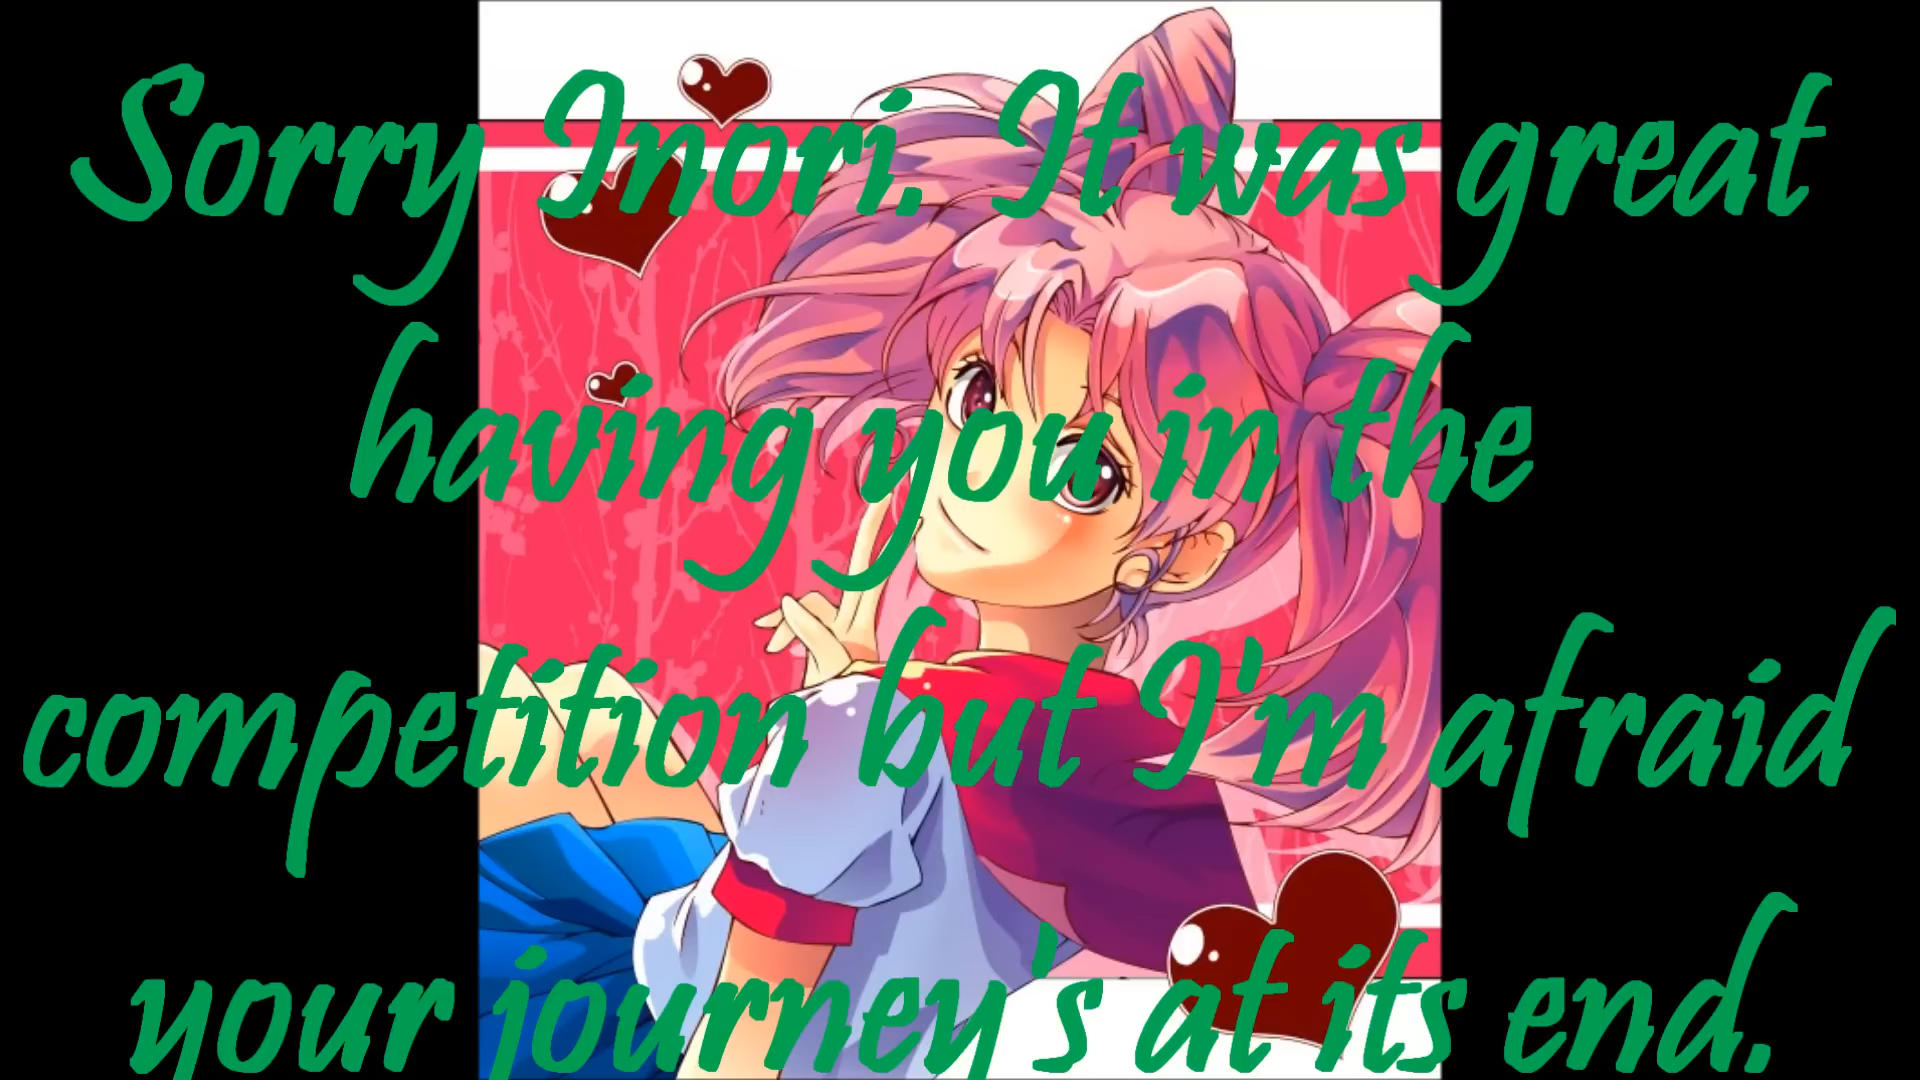 Sorry Inori. It was great
having you in the
competition but I'm afraid
your journey's at its end.